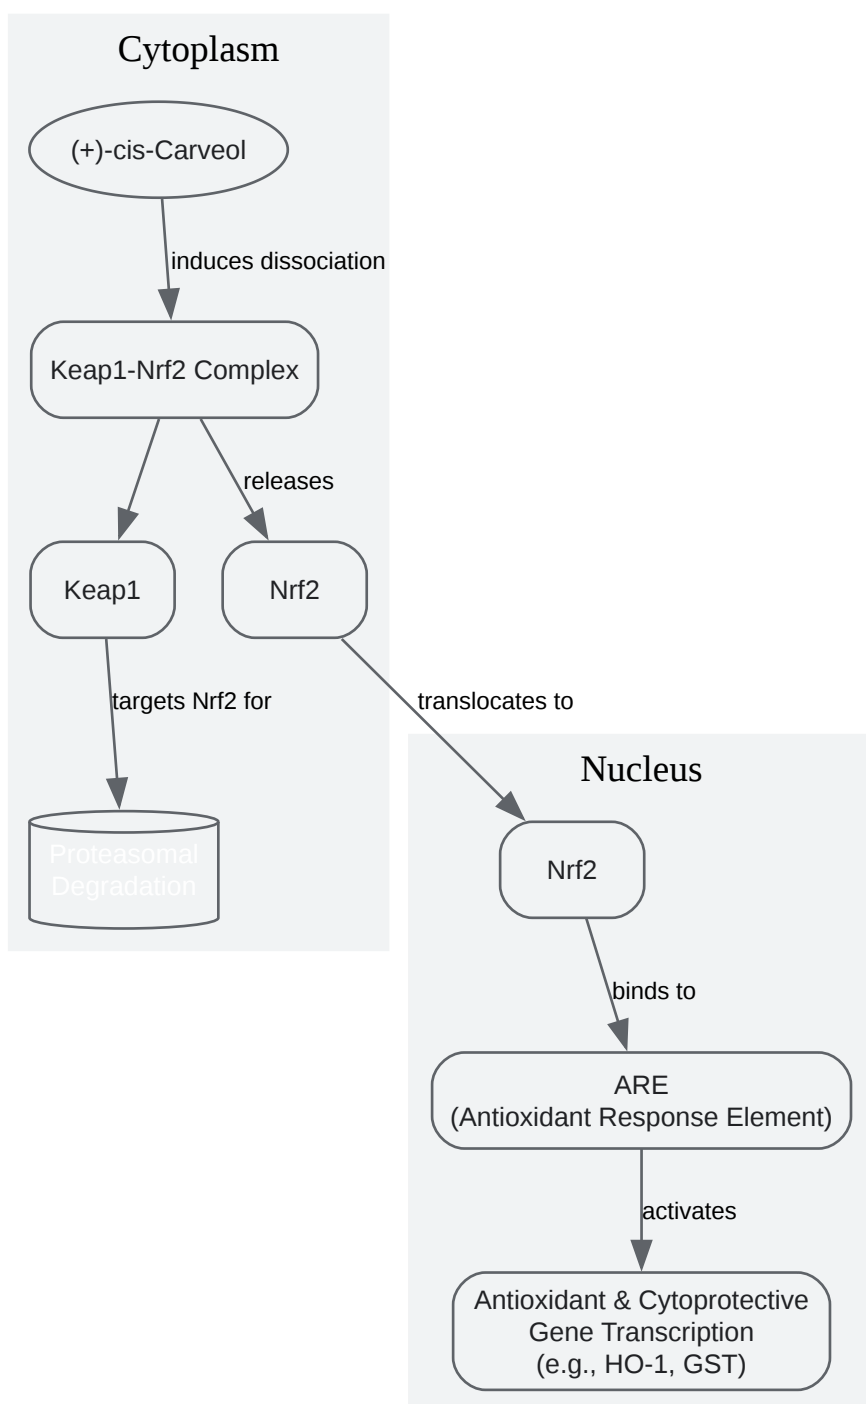 Cytoplasm
(+)-cis-Carveol
induces dissociation
Keap1-Nrf2 Complex
releases
Keap1
Nrf2
targets Nrf2 for
translocates to
Proteasomal
Degradation
Nucleus
Nrf2
binds to
ARE
(Antioxidant Response Element)
activates
Antioxidant & Cytoprotective
Gene Transcription
(e.g., HO-1, GST)